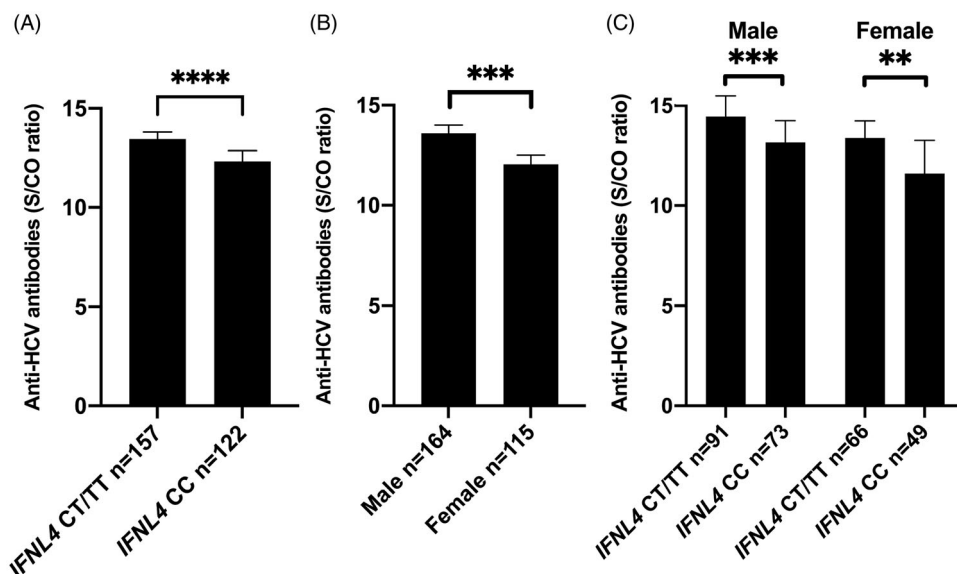 (A)
****
Anti-HCV antibodies (S/CO ratio)
15
10
5
0
IFNL4 CT/TT n=157
IFNL4 CC n=122
(B)
***
Anti-HCV antibodies (S/CO ratio)
15
10
5
0
Male n=164
Female n=115
(C)
Male
Female
***
**
Anti-HCV antibodies (S/CO ratio)
15
10
5
0
IFNL4 CT/TT n=91
IFNL4 CC n=73
IFNL4 CT/TT n=66
IFNL4 CC n=49